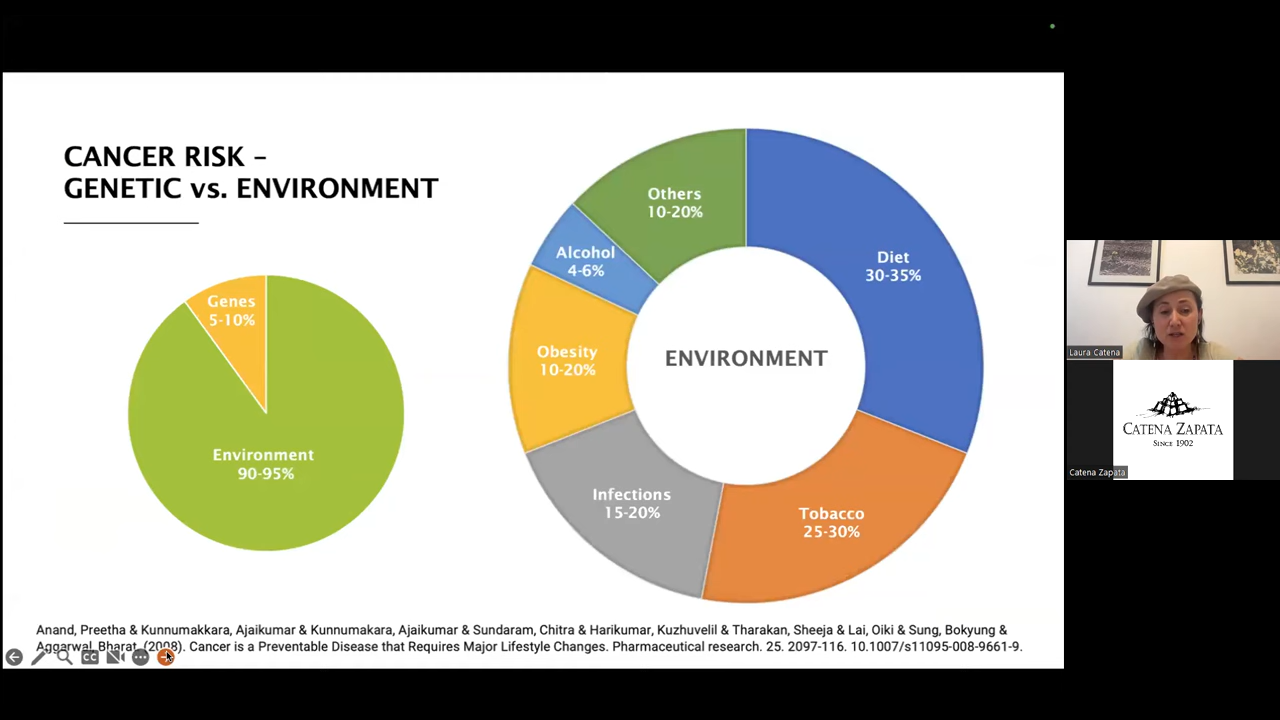 CANCER RISK –
GENETIC vs. ENVIRONMENT
Genes
5-10%
Environment
90-95%
Others
10-20%
Alcohol
4-6%
Diet
30-35%
Obesity
10-20%
ENVIRONMENT
Infections
15-20%
Tobacco
25-30%
Anand, Preetha & Kunnumakkara, Ajaikumar & Kunnumakara, Ajaikumar & Sundaram, Chitra & Harikumar, Kuzhuvelil & Tharakan, Sheeja & Lai, Oiki & Sung, Bokyung &
Aggarwal, Bharat. (2008). Cancer is a Preventable Disease that Requires Major Lifestyle Changes. Pharmaceutical research. 25. 2097-116. 10.1007/s11095-008-9661-9.
CC
Laura Catena
CATENA ZAPATA
SINCE 1902
Catena Zapata